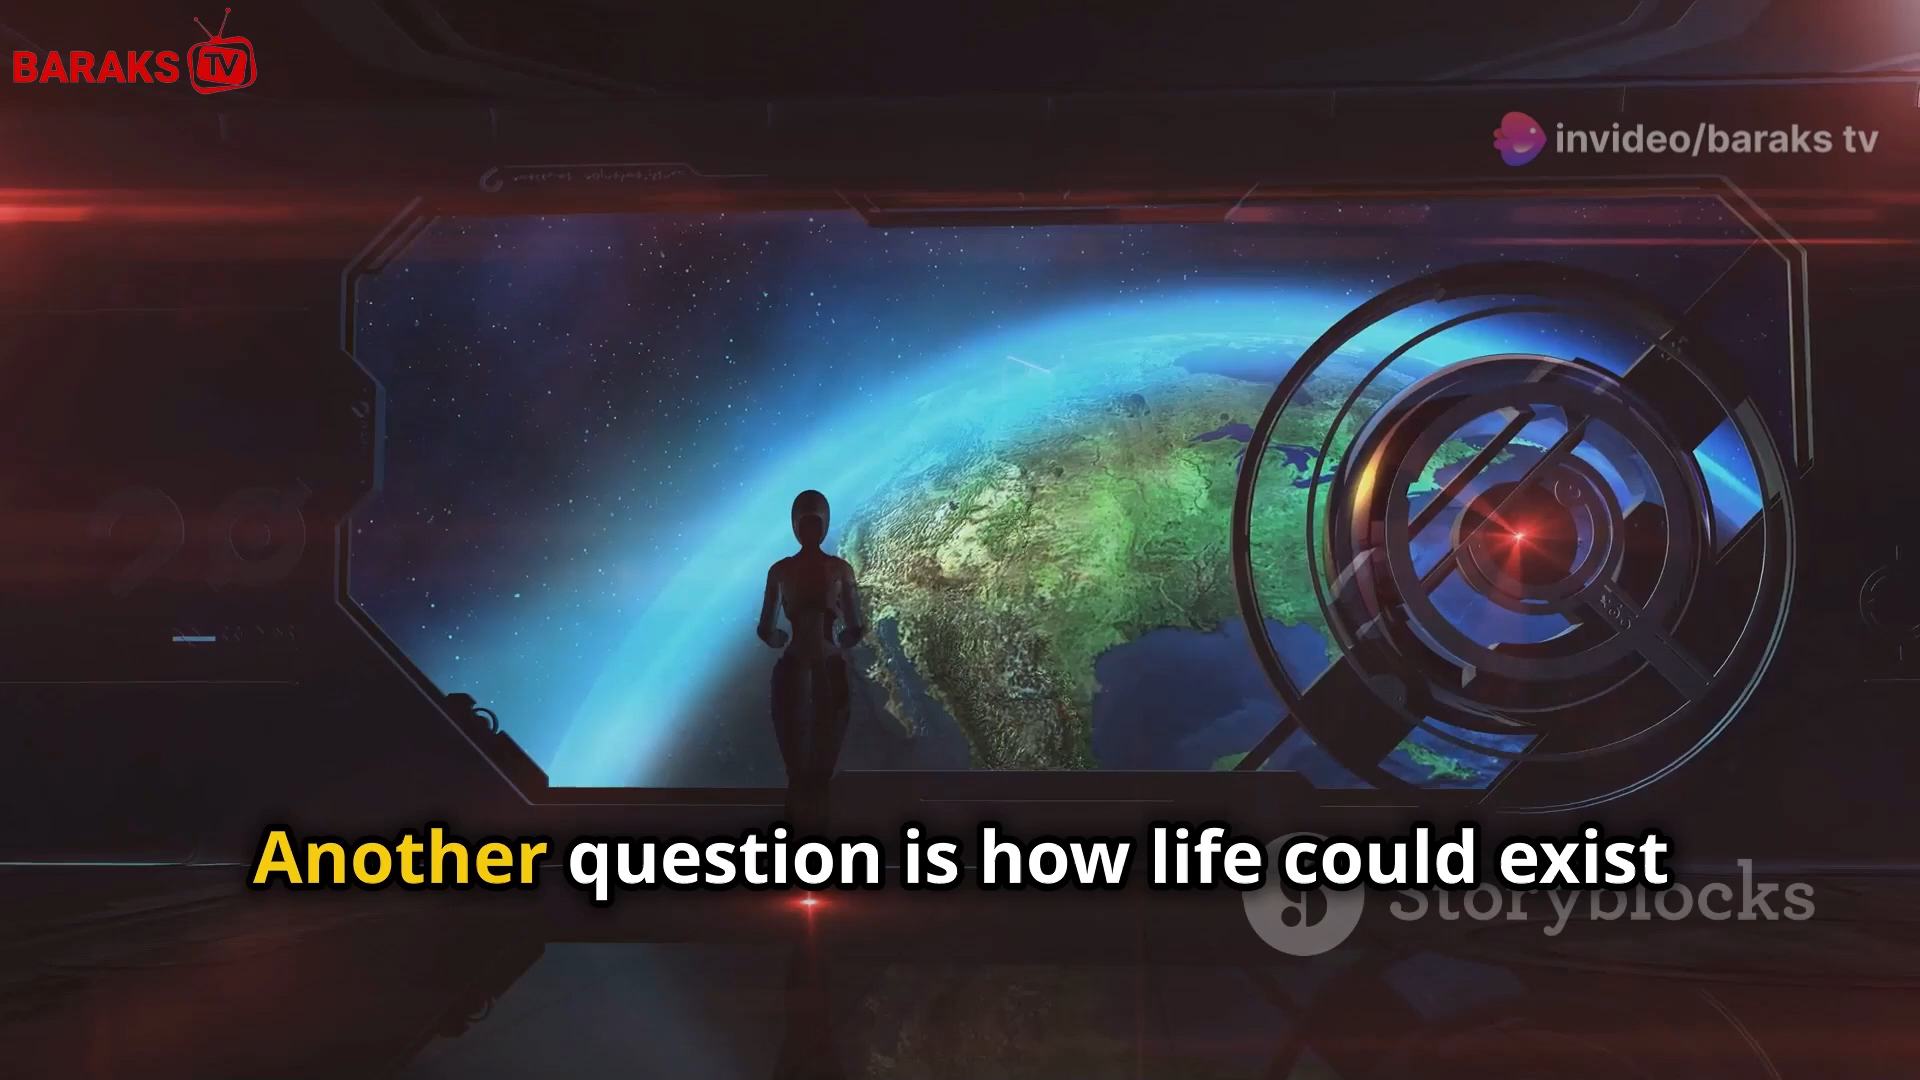 BARAKS TV
invideo/baraks tv
Another question is how life could exist
Storyblocks